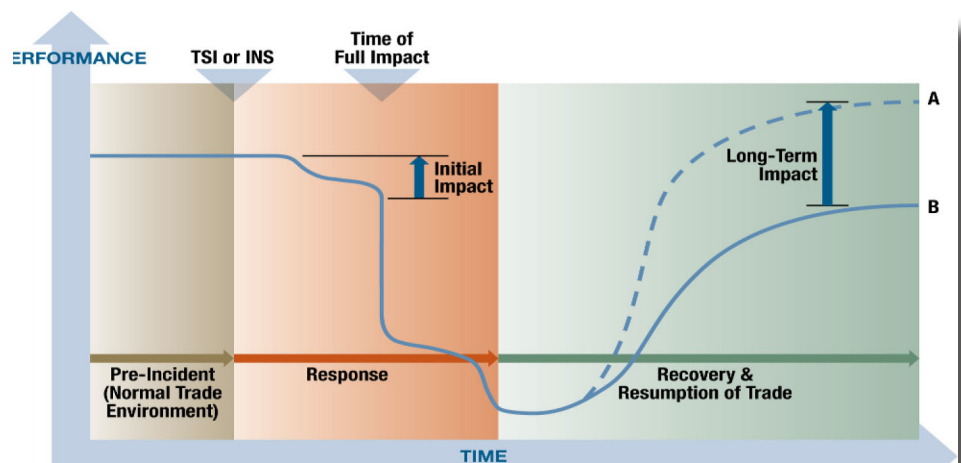 ERFORMANCE
TSI or INS
Time of
Full Impact
A
Initial
Impact
Long-Term
Impact
B
Pre-Incident
(Normal Trade
Environment)
Response
Recovery &
Resumption of Trade
TIME